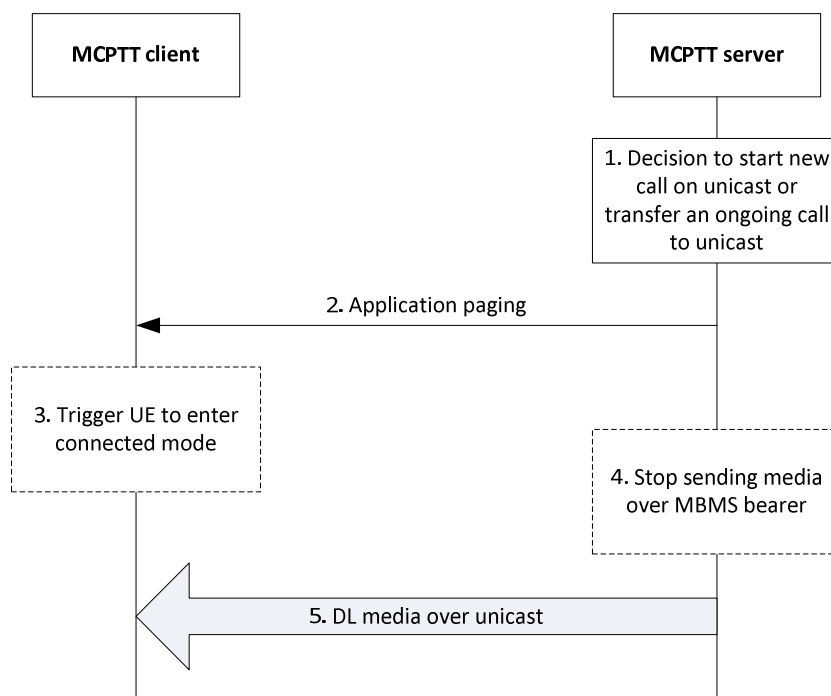 MCPTT client
MCPTT server
1. Decision to start new
call on unicast or
transfer an ongoing call
to unicast
2. Application paging
3. Trigger UE to enter
connected mode
4. Stop sending media
over MBMS bearer
5. DL media over unicast